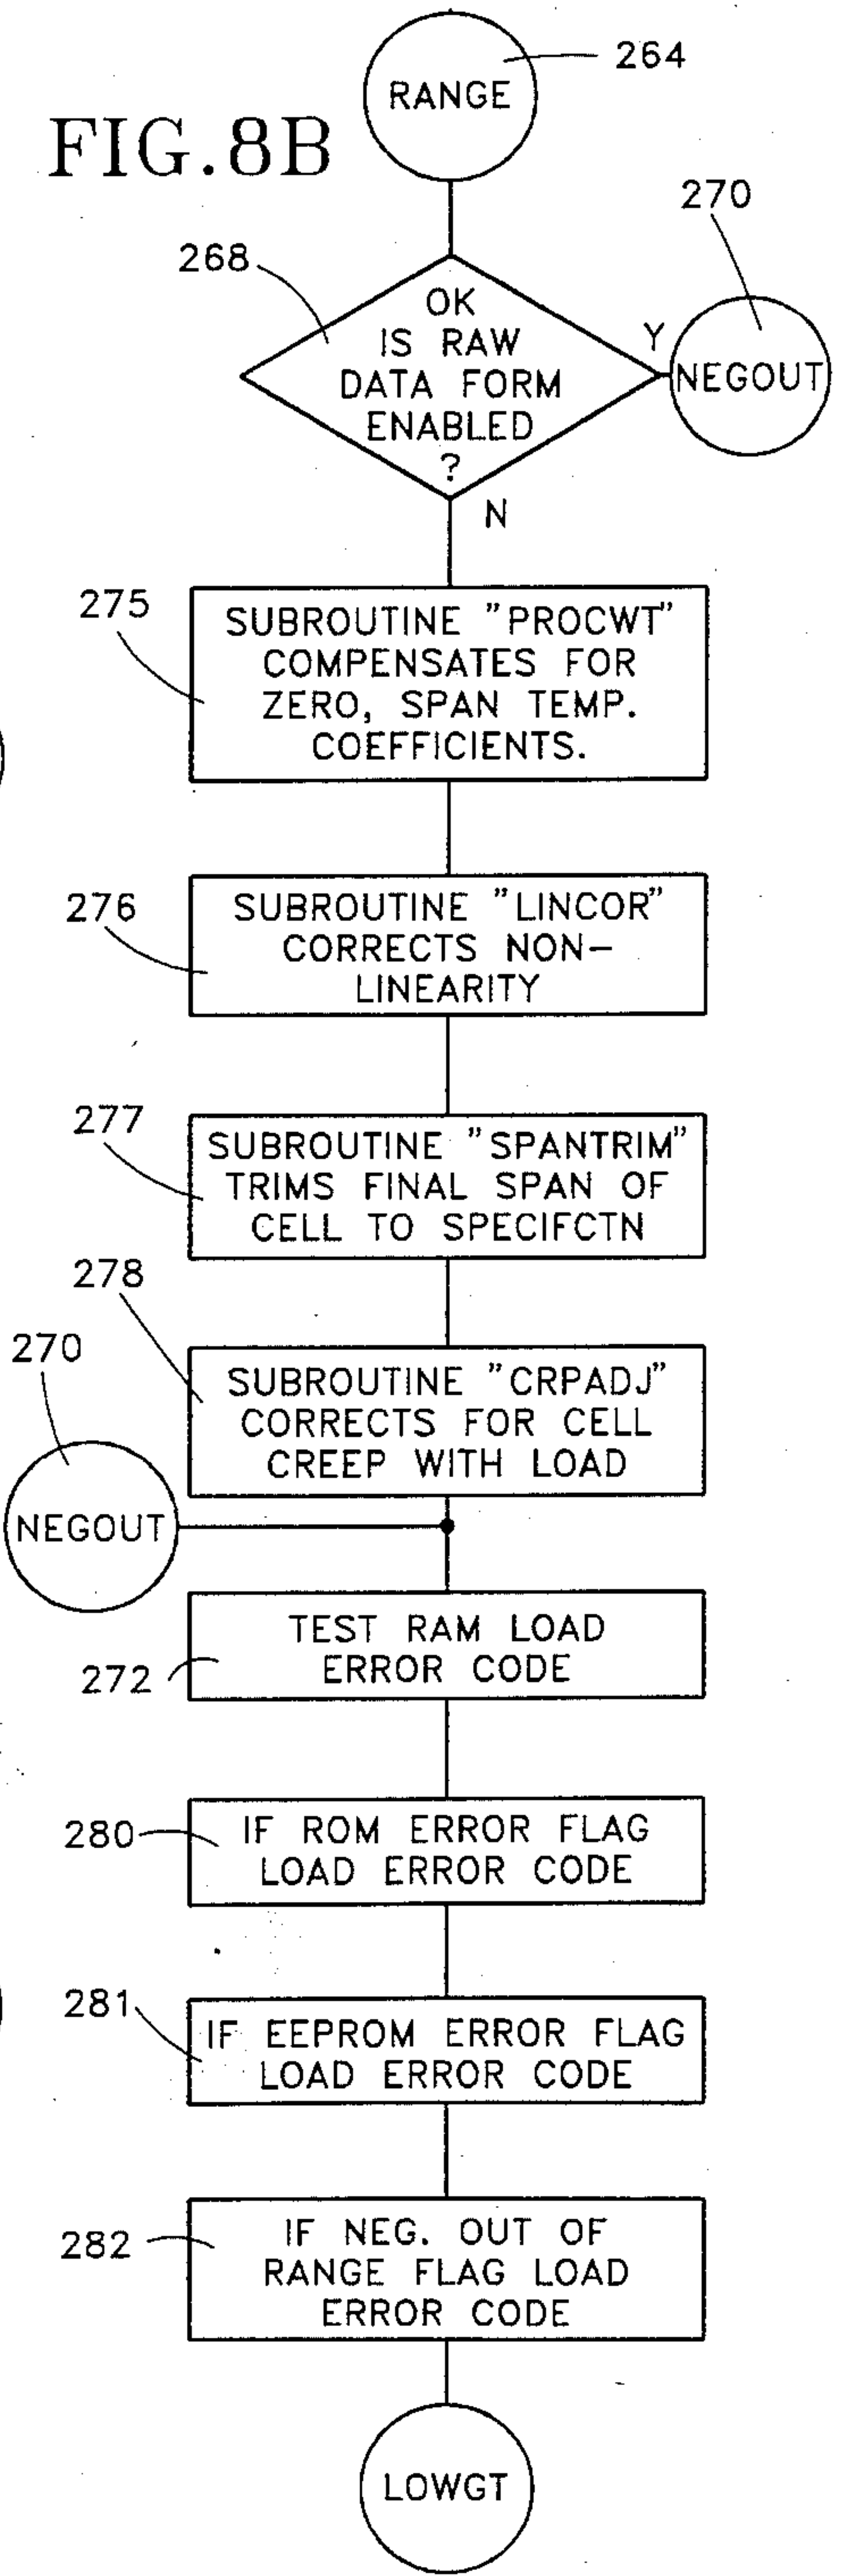 264
RANGE
FIG.8B
270
268
OK
IS RAW
DATA FORM
ENABLED
?
Y
NEGOUT
N
275
SUBROUTINE "PROCWT"
COMPENSATES FOR
ZERO, SPAN TEMP.
COEFFICIENTS.
276
SUBROUTINE "LINCOR"
CORRECTS NON-
LINEARITY
277
SUBROUTINE "SPANTRIM"
TRIMS FINAL SPAN OF
CELL TO SPECIFCTN
278
SUBROUTINE "CRPADJ"
CORRECTS FOR CELL
CREEP WITH LOAD
270
NEGOUT
TEST RAM LOAD
ERROR CODE
272
280
IF ROM ERROR FLAG
LOAD ERROR CODE
281
IF EEPROM ERROR FLAG
LOAD ERROR CODE
282
IF NEG. OUT OF
RANGE FLAG LOAD
ERROR CODE
LOWGT